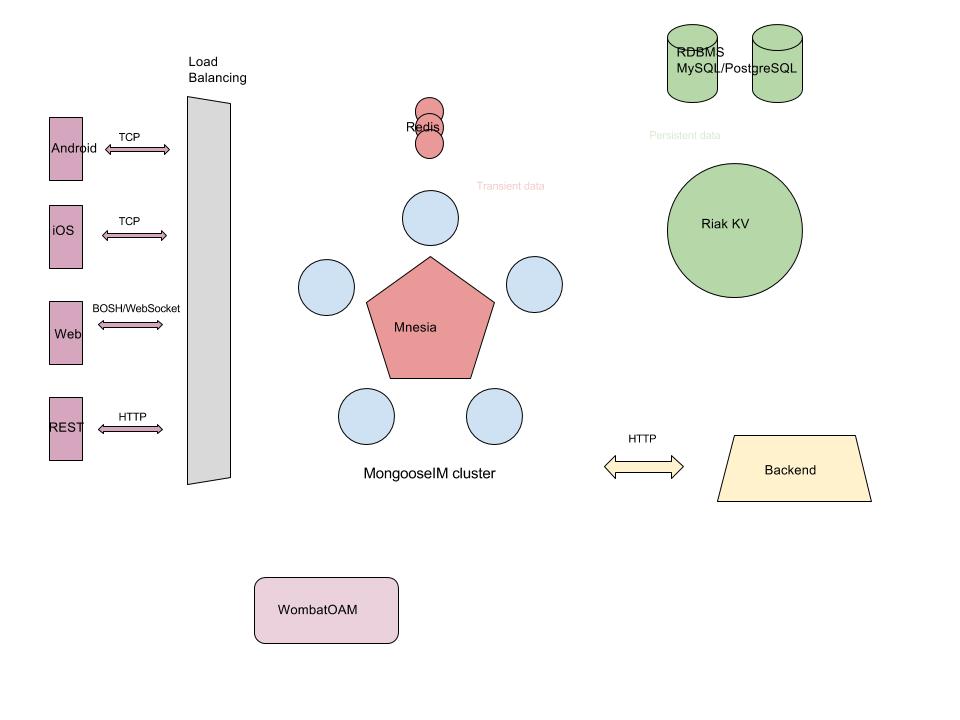 Load
Balancing
RDBMS
MySQL/PostgreSQL
Redis
TCP
Android
Persistent data
Transient data
TCP
iOS
Riak KV
BOSH/WebSocket
Web
Mnesia
HTTP
REST
HTTP
MongooseIM cluster
Backend
WombatOAM